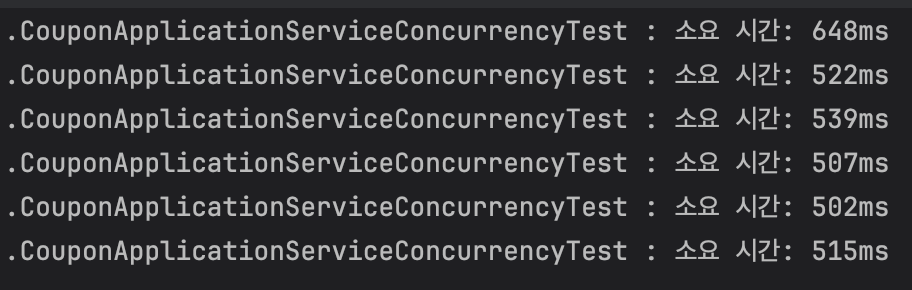 .CouponApplicationServiceConcurrencyTest : 소요 시간: 648ms
.CouponApplicationServiceConcurrencyTest : 소요 시간: 522ms
.CouponApplicationServiceConcurrencyTest : 소요 시간: 539ms
.CouponApplicationServiceConcurrencyTest : 소요 시간: 507ms
.CouponApplicationServiceConcurrencyTest : 소요 시간: 502ms
.CouponApplicationServiceConcurrencyTest : 소요 시간: 515ms